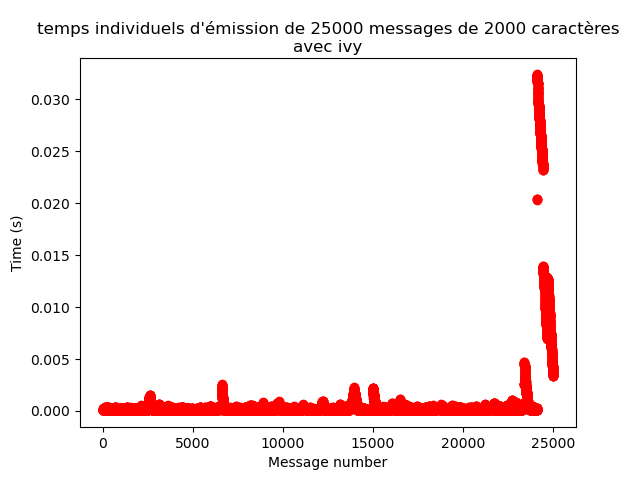 temps individuels d'émission de 25000 messages de 2000 caractères
avec ivy
0.030
0.025
0.020
0.015
0.010
0.005
0.000
Time (s)
0 5000 10000 15000 20000 25000
Message number